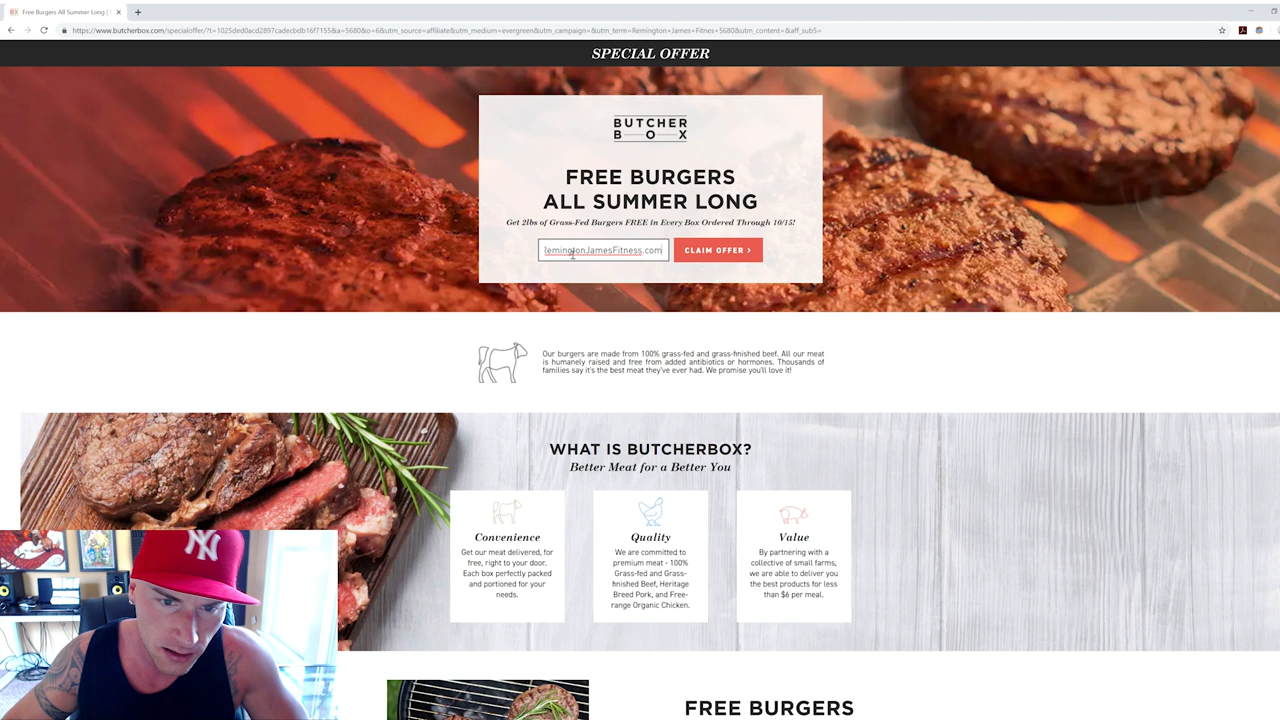 Free Burgers All Summer Long |
https://www.butcherbox.com/specialoffer/?t=1025ded0acd2897cadecbdb16f7155&a=5680&o=6&utm_source=affiliate&utm_medium=evergreen&utm_campaign=&utm_term=Remington+James+Fitnes+5680&utm_content=&aff_sub5=
SPECIAL OFFER
BUTCHER
BOX
FREE BURGERS
ALL SUMMER LONG
Get 2lbs of Grass-Fed Burgers FREE in Every Box Ordered Through 10/15!
emingtonJamesFitness.com
CLAIM OFFER >
Our burgers are made from 100% grass-fed and grass-finished beef. All our meat
is humanely raised and free from added antibiotics or hormones. Thousands of
families say it's the best meat they've ever had. We promise you'll love it!
WHAT IS BUTCHERBOX?
Better Meat for a Better You
Convenience
Get our meat delivered, for
free, right to your door.
Each box perfectly packed
and portioned for your
needs.
Quality
We are committed to
premium meat - 100%
Grass-fed and Grass-
finished Beef, Heritage
Breed Pork, and Free-
range Organic Chicken.
Value
By partnering with a
collective of small farms,
we are able to deliver you
the best products for less
than $6 per meal.
NY
FREE BURGERS